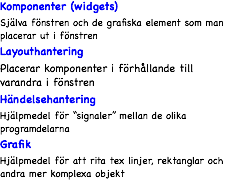 Komponenter (widgets)
Själva fönstren och de grafiska element som man
placerar ut i fönstren
Layouthantering
Placerar komponenter i förhållande till
varandra i fönstren
Händelsehantering
Hjälpmedel för "signaler" mellan de olika
programdelarna
Grafik
Hjälpmedel för att rita tex linjer, rektanglar och
andra mer komplexa objekt